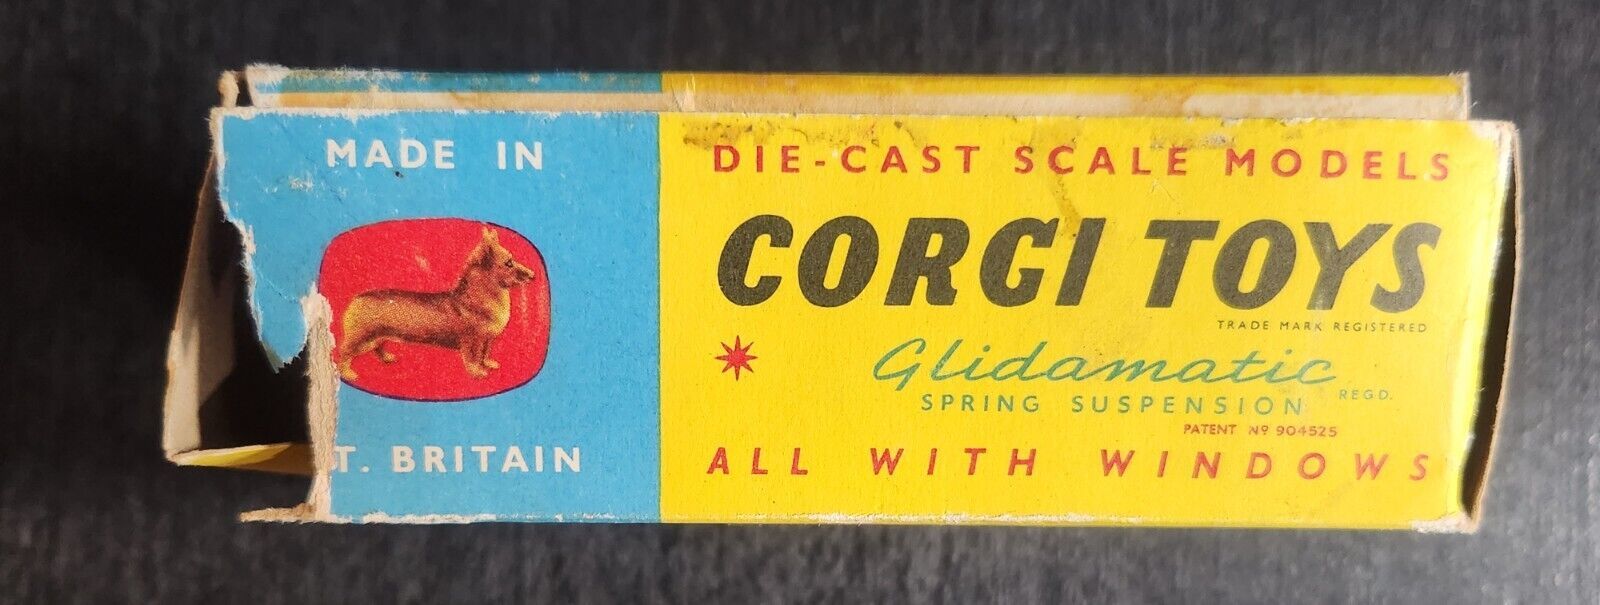 MADE IN
T. BRITAIN
DIE-CAST SCALE MODELS
CORGI TOYS
TRADE MARK REGISTERED
Glidamatic
REGD.
SPRING SUSPENSION
PATENT Nº 904525
ALL WITH WINDOWS